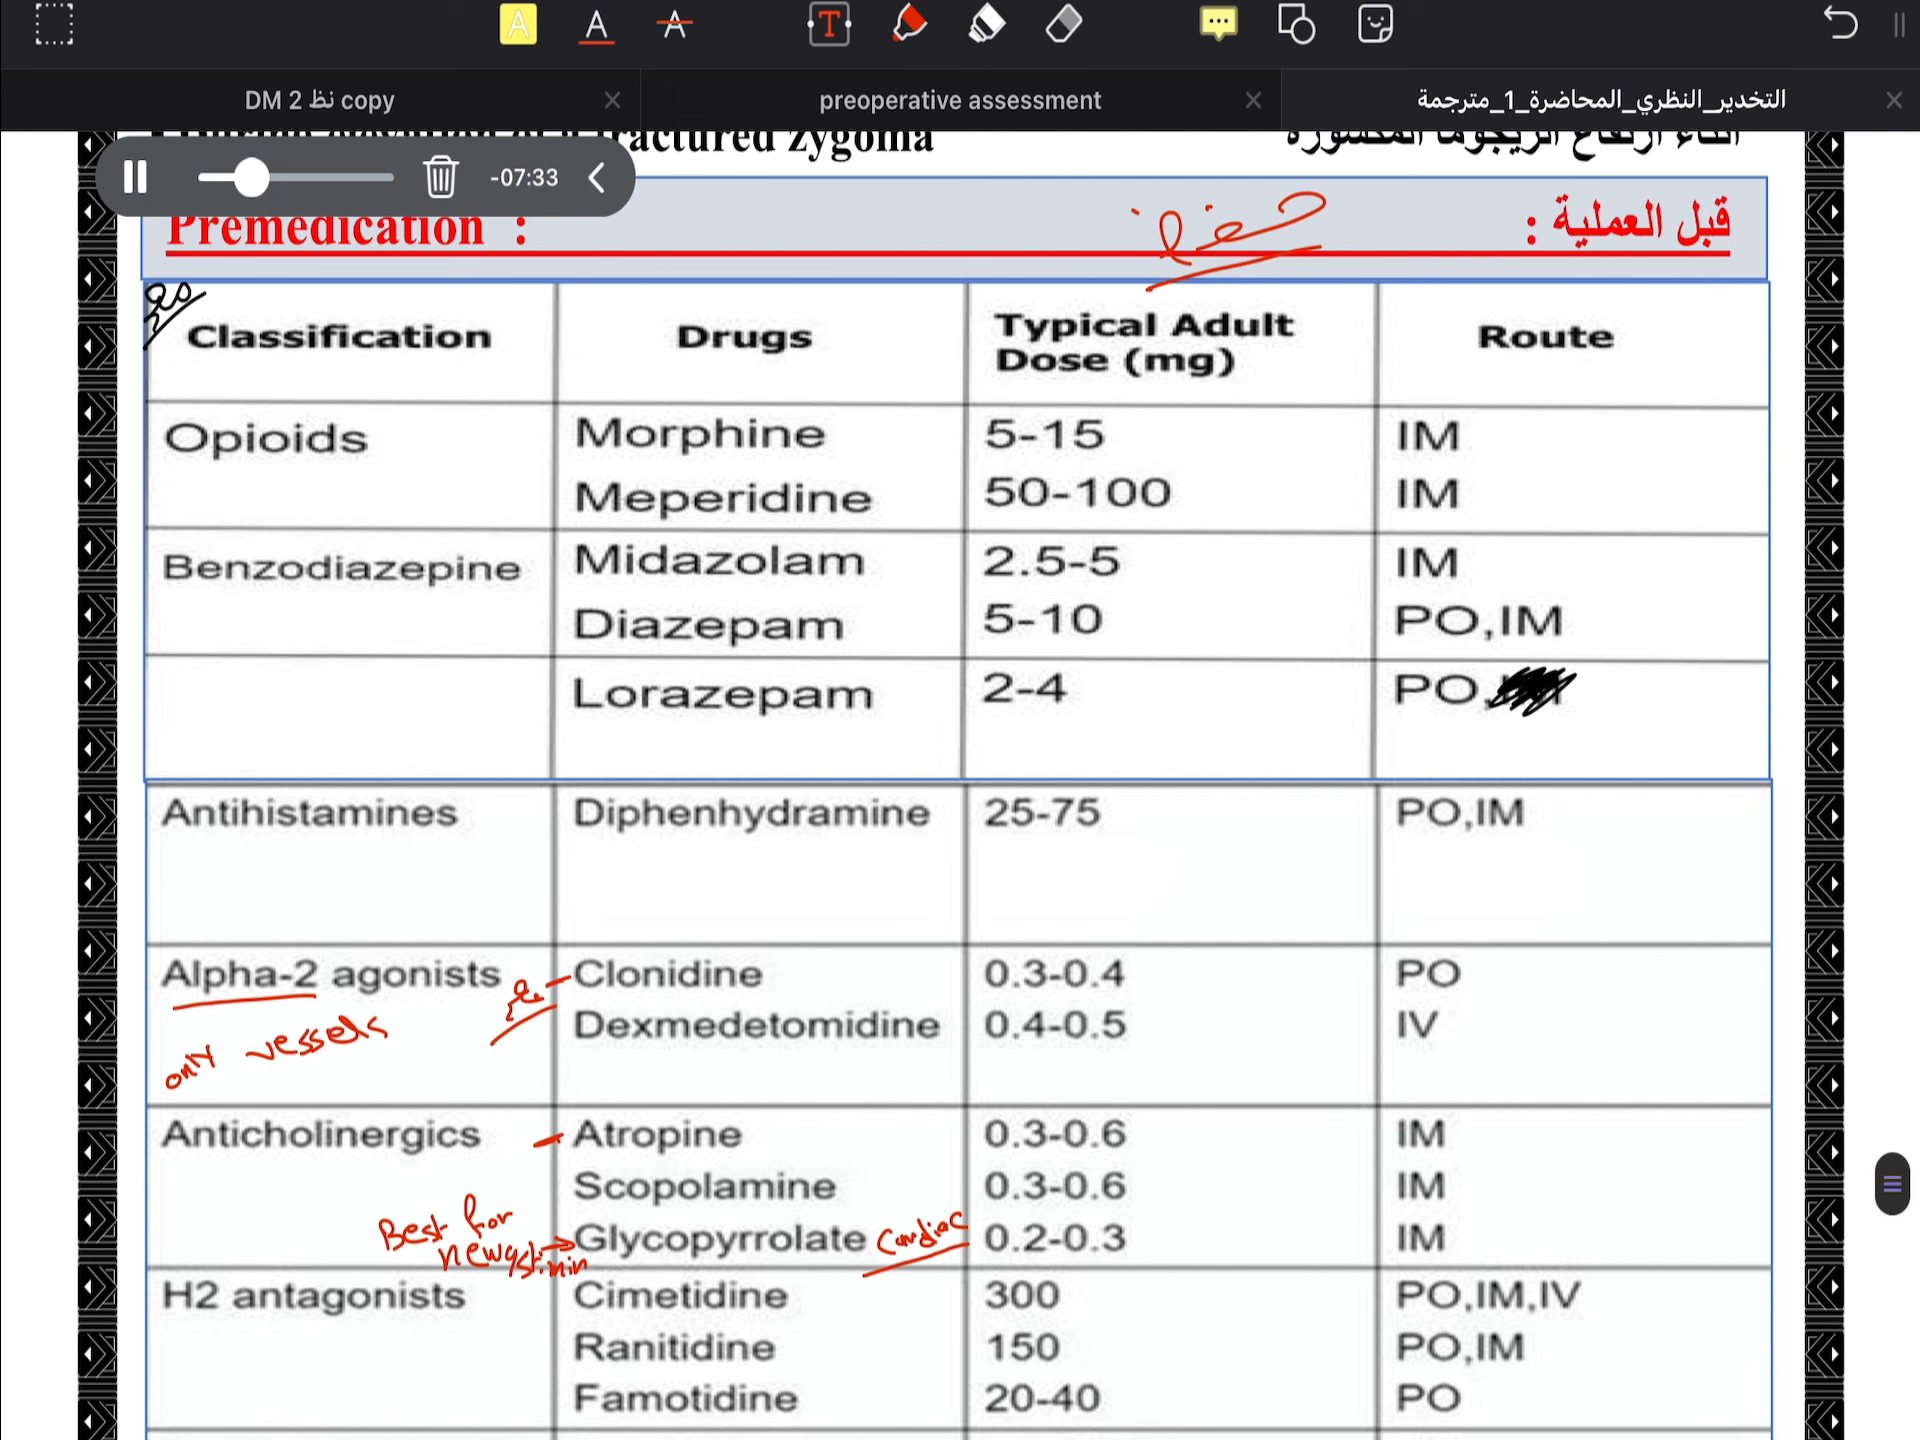 DM 2 نظ copy
preoperative assessment
التخدير_النظري_المحاضرة_1_مترجمة
fractured zygoma
أثناء ارتفاع الزيجوما المكسورة
-07:33
Premedication :
قبل العملية :
Classification Drugs Typical Adult Dose (mg) Route
Opioids Morphine 5-15 IM
Meperidine 50-100 IM
Benzodiazepine Midazolam 2.5-5 IM
Diazepam 5-10 PO,IM
Lorazepam 2-4 PO,
Antihistamines Diphenhydramine 25-75 PO,IM
Alpha-2 agonists Clonidine 0.3-0.4 PO
only vessels
Dexmedetomidine 0.4-0.5 IV
Anticholinergics Atropine 0.3-0.6 IM
Scopolamine 0.3-0.6 IM
Best for
Glycopyrrolate cardiac 0.2-0.3 IM
H2 antagonists Cimetidine 300 PO,IM,IV
Ranitidine 150 PO,IM
Famotidine 20-40 PO